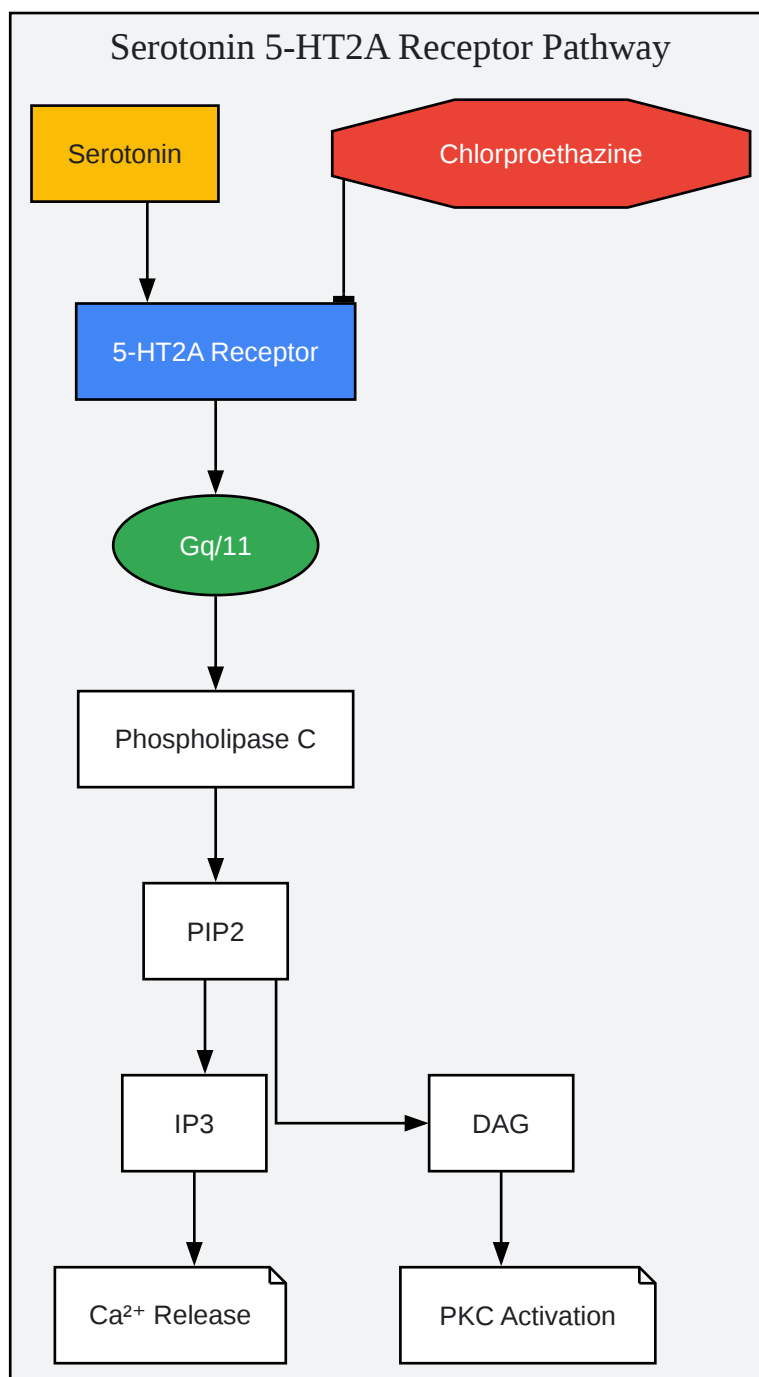 Serotonin 5-HT2A Receptor Pathway
Serotonin
Chlorproethazine
5-HT2A Receptor
Gq/11
Phospholipase C
PIP2
IP3
DAG
Ca²⁺ Release
PKC Activation